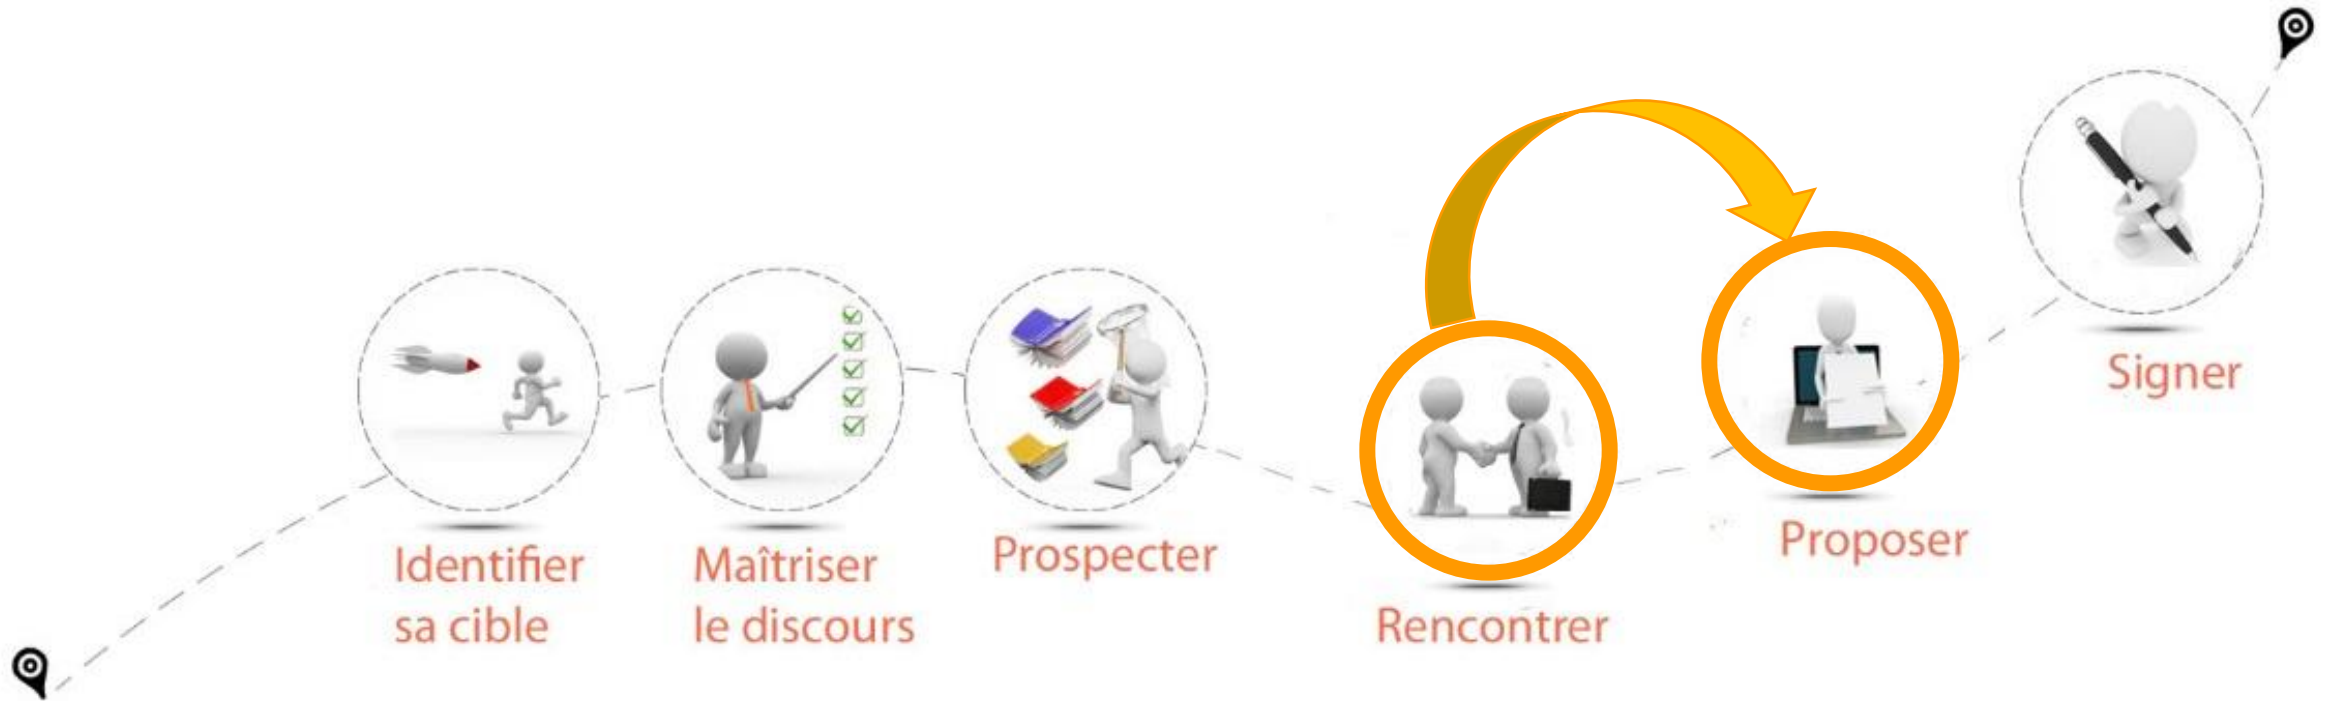 Identifier
sa cible
Maîtriser
le discours
Prospecter
Rencontrer
Proposer
Signer